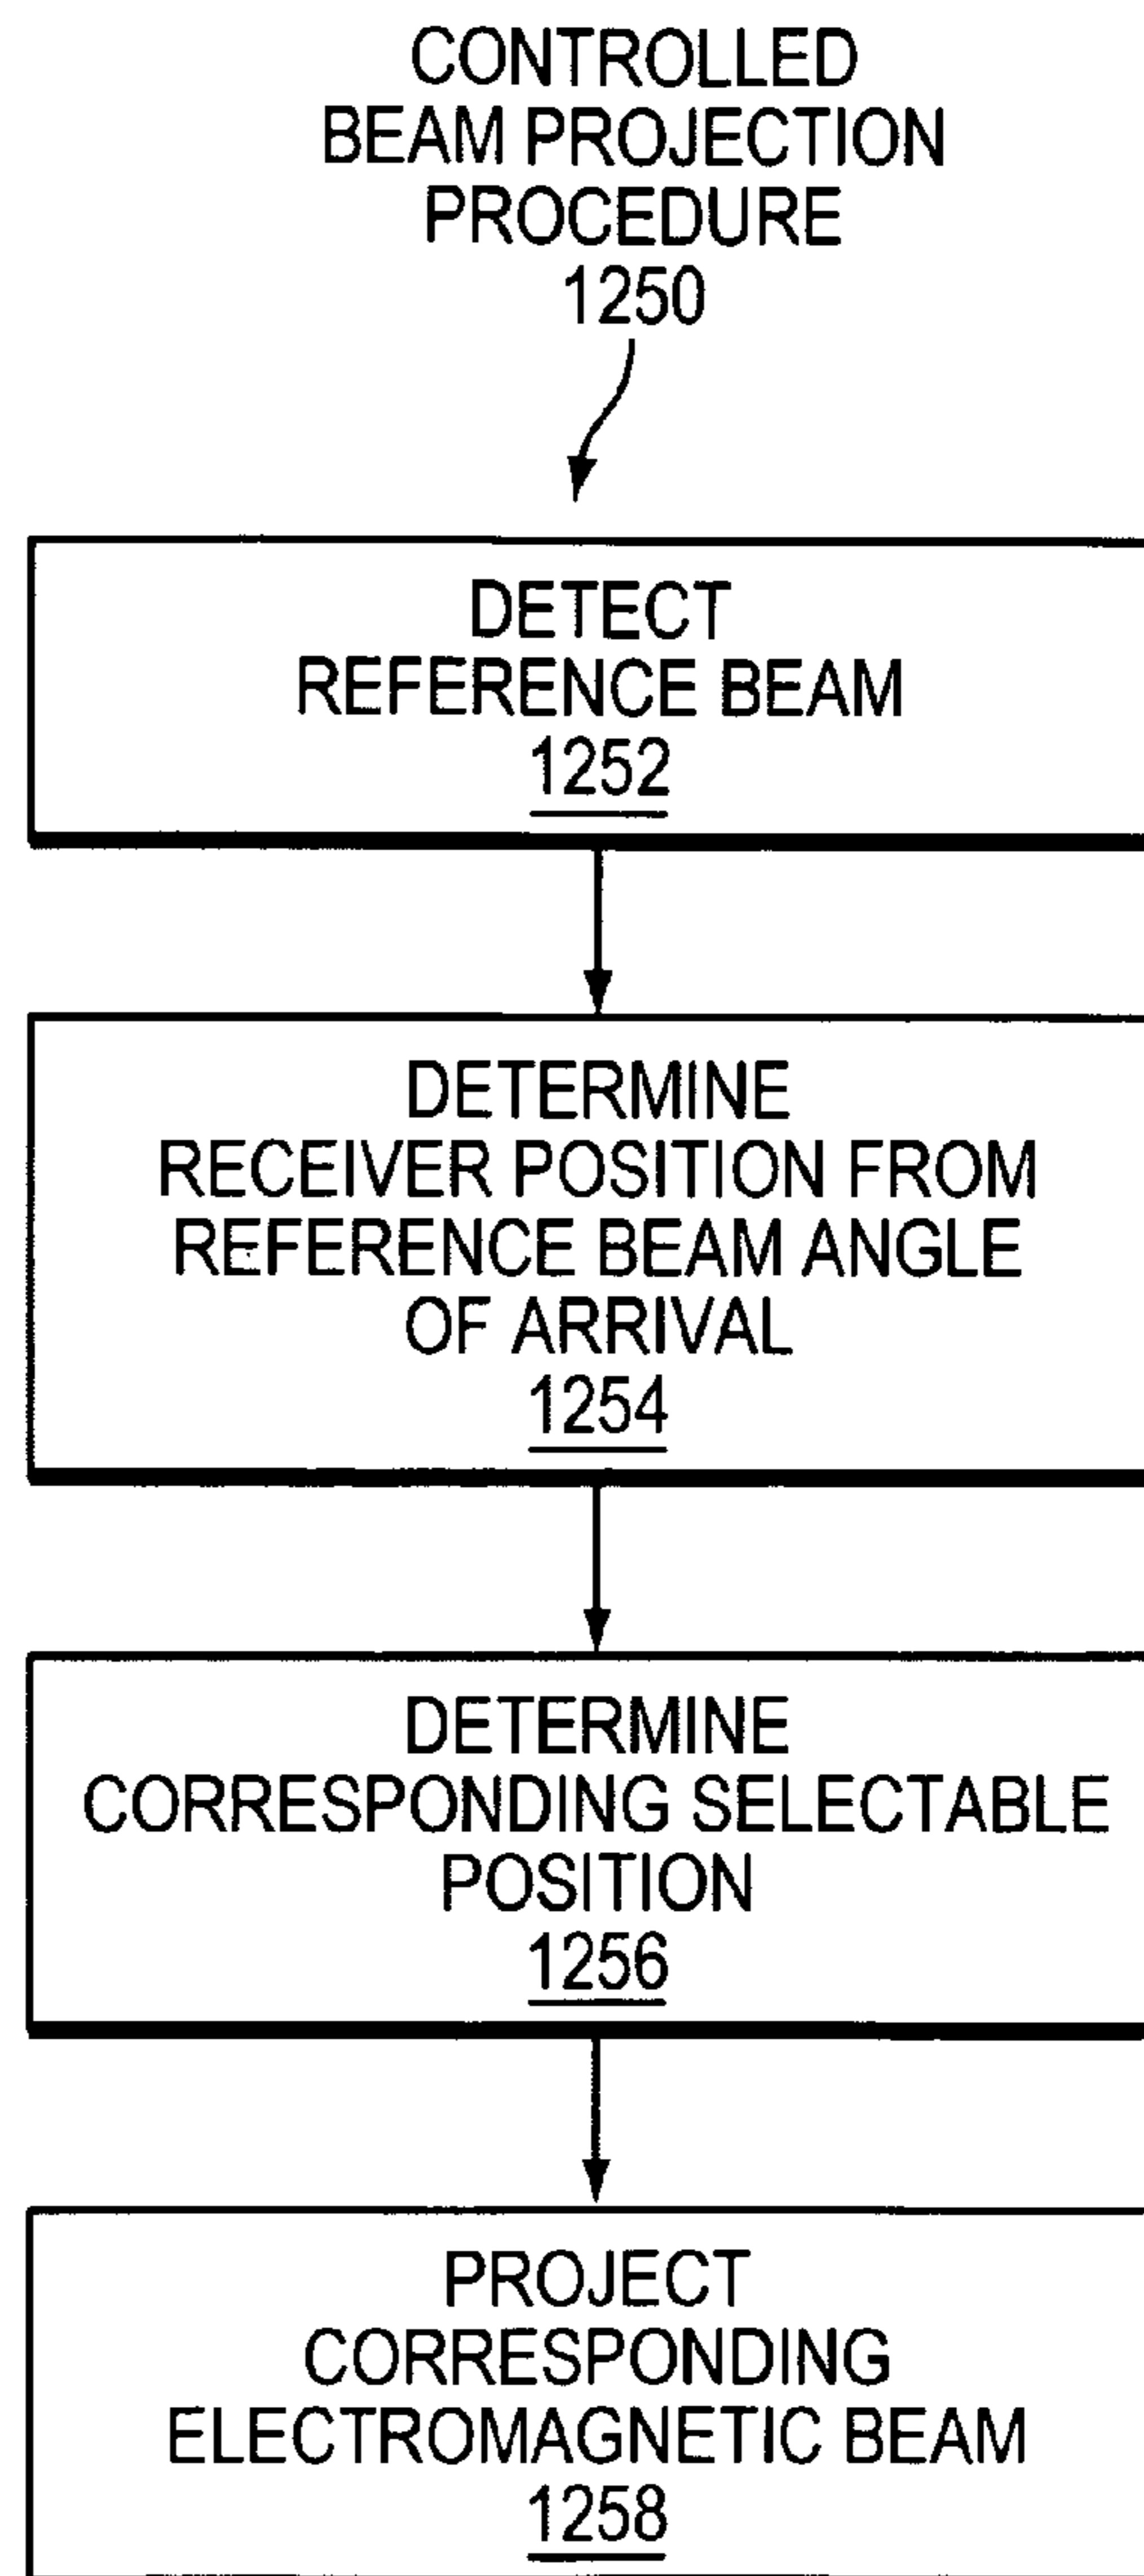 CONTROLLED
BEAM PROJECTION
PROCEDURE
1250
DETECT
REFERENCE BEAM
1252
DETERMINE
RECEIVER POSITION FROM
REFERENCE BEAM ANGLE
OF ARRIVAL
1254
DETERMINE
CORRESPONDING SELECTABLE
POSITION
1256
PROJECT
CORRESPONDING
ELECTROMAGNETIC BEAM
1258